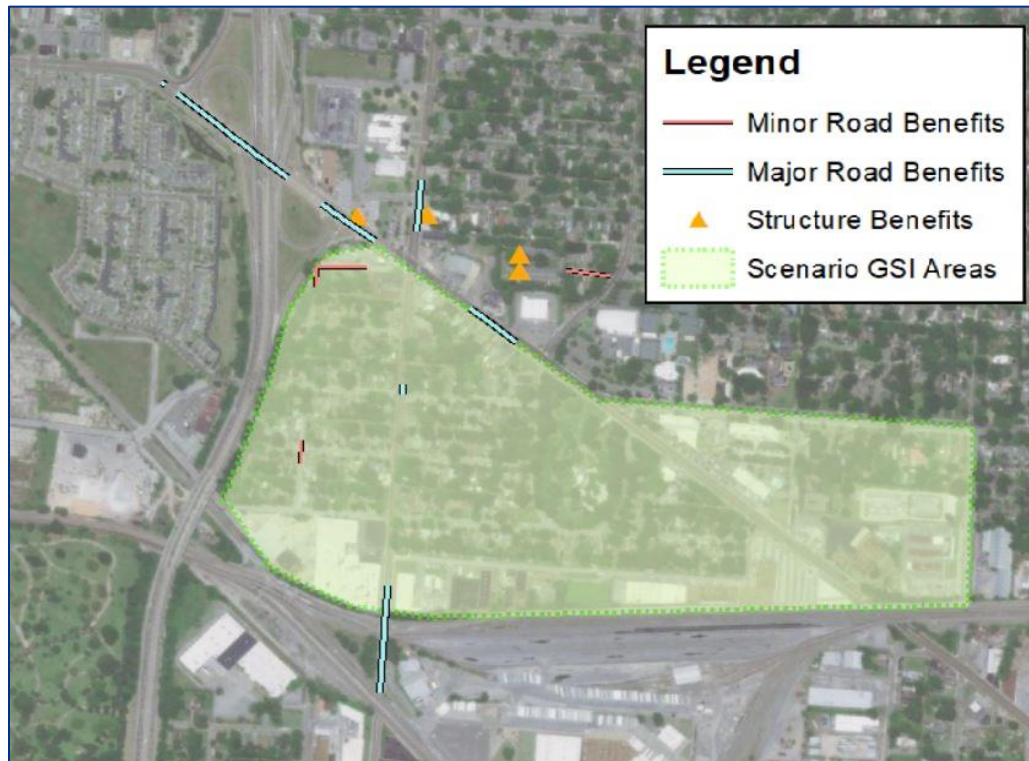 Legend
Minor Road Benefits
Major Road Benefits
Structure Benefits
Scenario GSI Areas